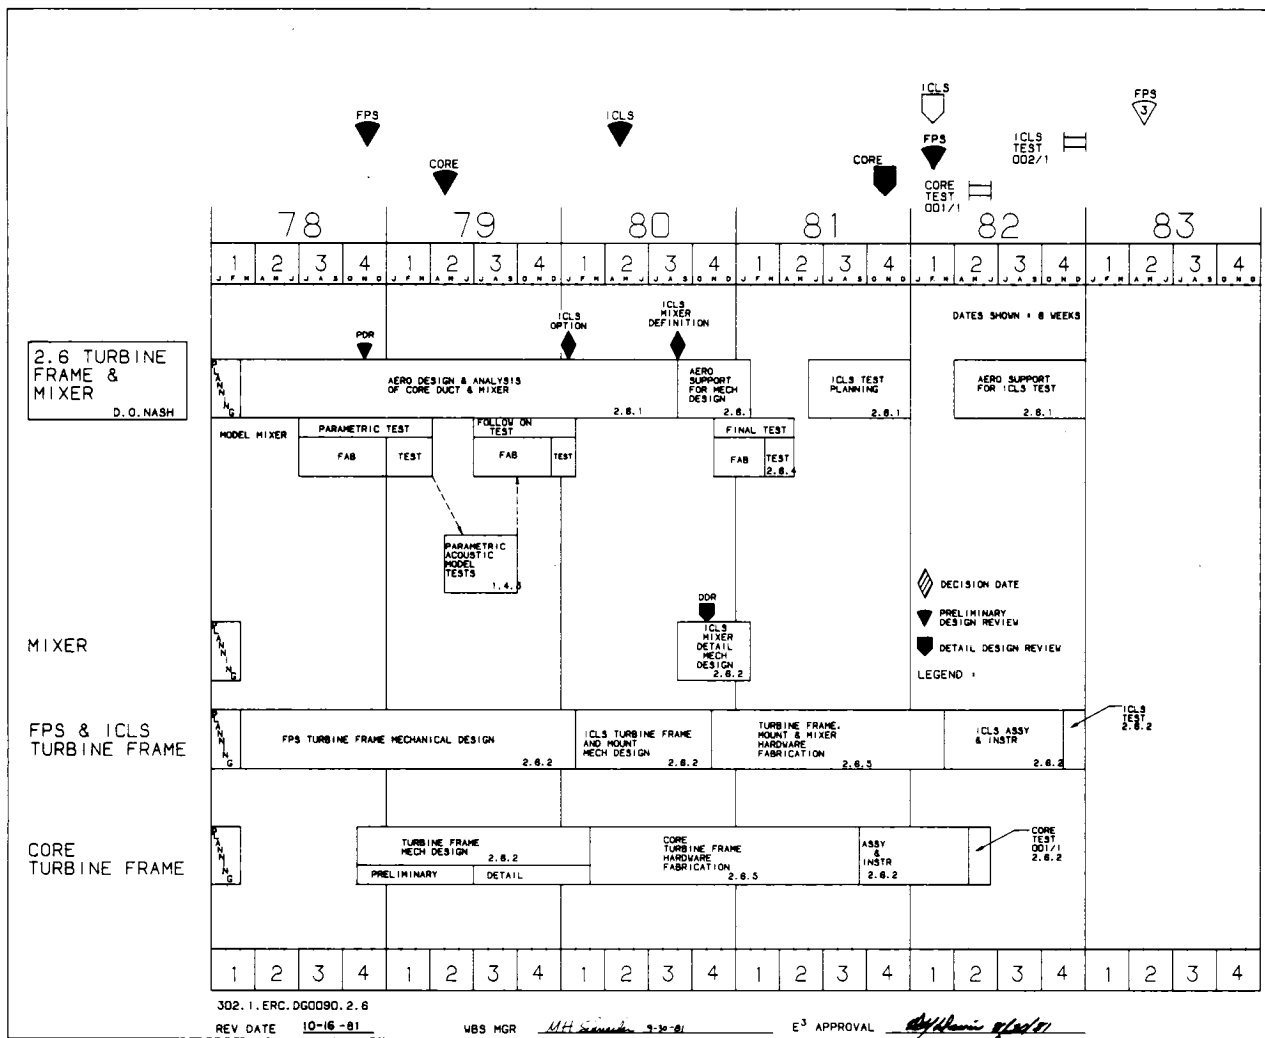 FPS
ICLS
ICLS
FPS
3
CORE
CORE
FPS
ICLS
TEST
002/1
CORE
TEST
001/1
78 79 80 81 82 83
1 2 3 4 1 2 3 4 1 2 3 4 1 2 3 4 1 2 3 4 1 2 3 4
J F M A M J J A S O N D J F M A M J J A S O N D J F M A M J J A S O N D J F M A M J J A S O N D J F M A M J J A S O N D J F M A M J J A S O N D
PDR
ICLS
OPTION
ICLS
MIXER
DEFINITION
DATES SHOWN ± 6 WEEKS
2.6 TURBINE
FRAME &
MIXER
D.O. NASH
PLANNING
AERO DESIGN & ANALYSIS
OF CORE DUCT & MIXER
2.6.1
AERO
SUPPORT
FOR MECH
DESIGN
2.6.1
ICLS TEST
PLANNING
2.6.1
AERO SUPPORT
FOR ICLS TEST
2.6.1
MODEL MIXER
PARAMETRIC TEST
FAB TEST
FOLLOW ON
TEST
FAB TEST
FINAL TEST
FAB TEST
2.6.4
PARAMETRIC
ACOUSTIC
MODEL
TESTS
DECISION DATE
PRELIMINARY
DESIGN REVIEW
DETAIL DESIGN REVIEW
LEGEND :
MIXER
PLANNING
DDR
ICLS
MIXER
DETAIL
MECH
DESIGN
2.6.2
FPS & ICLS
TURBINE FRAME
PLANNING
FPS TURBINE FRAME MECHANICAL DESIGN
2.6.2
ICLS TURBINE FRAME
AND MOUNT
MECH DESIGN
2.6.2
TURBINE FRAME,
MOUNT & MIXER
HARDWARE
FABRICATION
2.6.5
ICLS ASSY
& INSTR
2.6.2
ICLS
TEST
2.6.2
CORE
TURBINE FRAME
PLANNING
TURBINE FRAME
MECH DESIGN
2.6.2
PRELIMINARY DETAIL
CORE
TURBINE FRAME
HARDWARE
FABRICATION
2.6.5
ASSY
&
INSTR
2.6.2
CORE
TEST
001/1
2.6.2
1 2 3 4 1 2 3 4 1 2 3 4 1 2 3 4 1 2 3 4 1 2 3 4
302.1.ERC.DG0090.2.6
REV DATE 10-16-81
WBS MGR 9-30-81
E3 APPROVAL